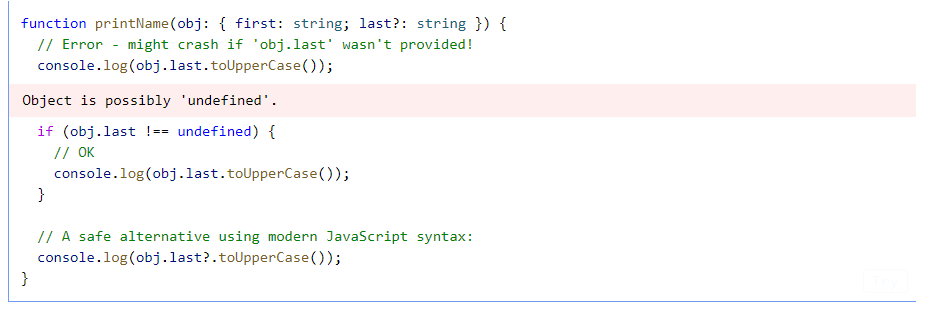 function printName(obj: { first: string; last?: string }) {
  // Error - might crash if 'obj.last' wasn't provided!
  console.log(obj.last.toUpperCase());
Object is possibly 'undefined'.
  if (obj.last !== undefined) {
    // OK
    console.log(obj.last.toUpperCase());
  }
  // A safe alternative using modern JavaScript syntax:
  console.log(obj.last?.toUpperCase());
}